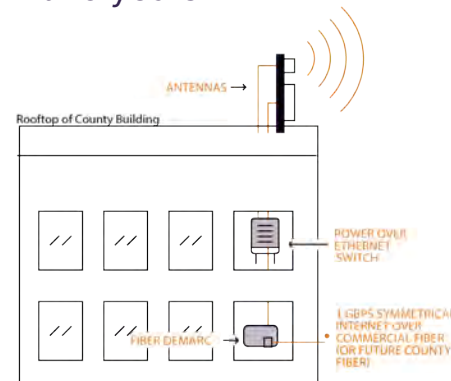 ANTENNAS
Rooftop of County Building
POWER OVER
ETHERNET
SWITCH
FIBER DEMARC
1 GBPS SYMMETRICAL
INTERNET OVER
COMMERCIAL FIBER
(OR FUTURE COUNTY
FIBER)